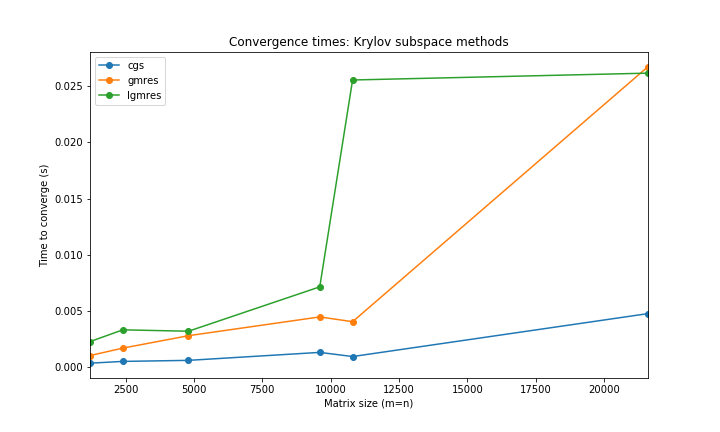 Convergence times: Krylov subspace methods
cgs
gmres
lgmres
Time to converge (s)
0.025
0.020
0.015
0.010
0.005
0.000
2500 5000 7500 10000 12500 15000 17500 20000
Matrix size (m=n)